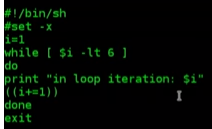 #!/bin/sh
#set -x
i=1
while [ $i -lt 6 ]
do
print "in loop iteration: $i"
((i+=1))
done
exit